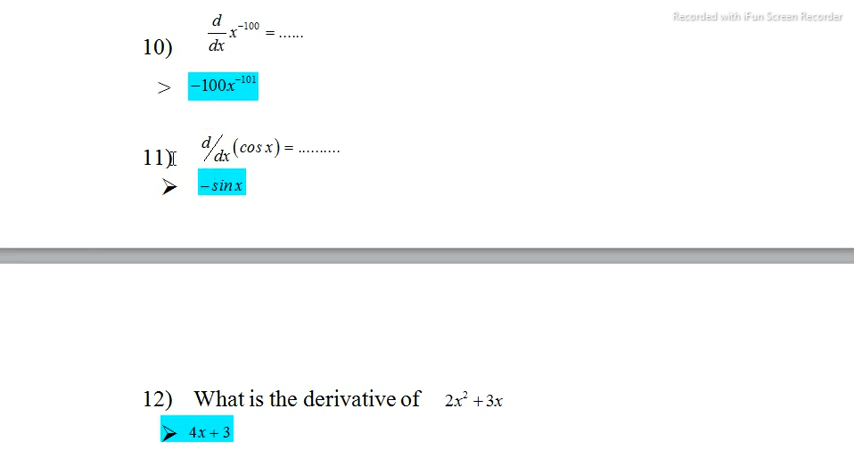 Recorded with iFun Screen Recorder
10) d/dx x⁻¹⁰⁰ = ......
> −100x⁻¹⁰¹
11) d/dx (cos x) = ..........
➢ −sin x
12) What is the derivative of 2x² + 3x
➢ 4x + 3